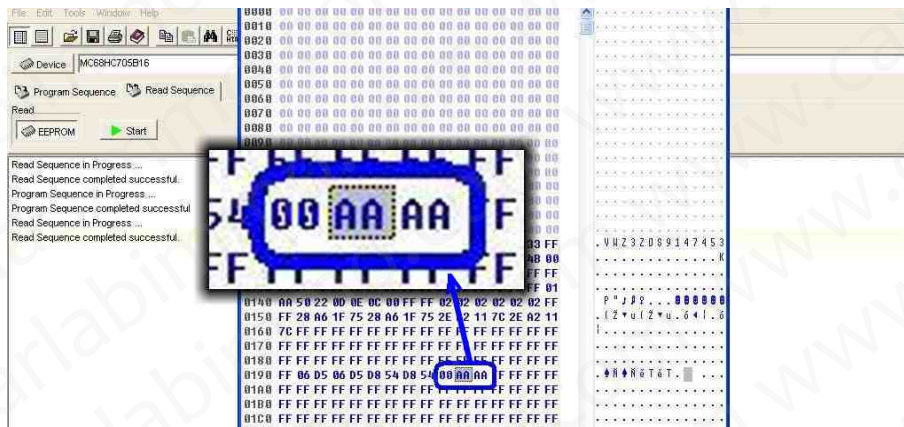 File Edit Tools Window Help
Device MC68HC705B16
Program Sequence Read Sequence
Read
EEPROM Start
Read Sequence in Progress ...
Read Sequence completed successful.
Program Sequence in Progress ...
Program Sequence completed successful
Read Sequence in Progress ...
Read Sequence completed successful.
0000 00 00 00 00 00 00 00 00 00 00 00 00 00 00 00 00
0010 00 00 00 00 00 00 00 00 00 00 00 00 00 00 00 00
0020 00 00 00 00 00 00 00 00 00 00 00 00 00 00 00 00
0030 00 00 00 00 00 00 00 00 00 00 00 00 00 00 00 00
0040 00 00 00 00 00 00 00 00 00 00 00 00 00 00 00 00
0050 00 00 00 00 00 00 00 00 00 00 00 00 00 00 00 00
0060 00 00 00 00 00 00 00 00 00 00 00 00 00 00 00 00
0070 00 00 00 00 00 00 00 00 00 00 00 00 00 00 00 00
0080 00 00 00 00 00 00 00 00 00 00 00 00 00 00 00 00
54 00 AA AA F
33 FF .VWZ3ZDS9147453
4B 00 K
FF FF
FF 01
0140 AA 50 22 0D 0E 0C 00 FF FF 02 02 02 02 02 02 FF
0150 FF 28 A6 1F 75 28 A6 1F 75 2E 2 11 7C 2E A2 11
0160 7C FF FF FF FF FF FF FF FF FF FF FF FF FF FF FF
0170 FF FF FF FF FF FF FF FF FF FF FF FF FF FF FF FF
0180 FF FF FF FF FF FF FF FF FF FF FF FF FF FF FF FF
0190 FF 06 D5 06 D5 D8 54 D8 54 00 AA AA FF FF FF FF
01A0 FF FF FF FF FF FF FF FF FF FF FF FF FF FF FF FF
01B0 FF FF FF FF FF FF FF FF FF FF FF FF FF FF FF FF
01C0 FF FF FF FF FF FF FF FF FF FF FF FF FF FF FF FF